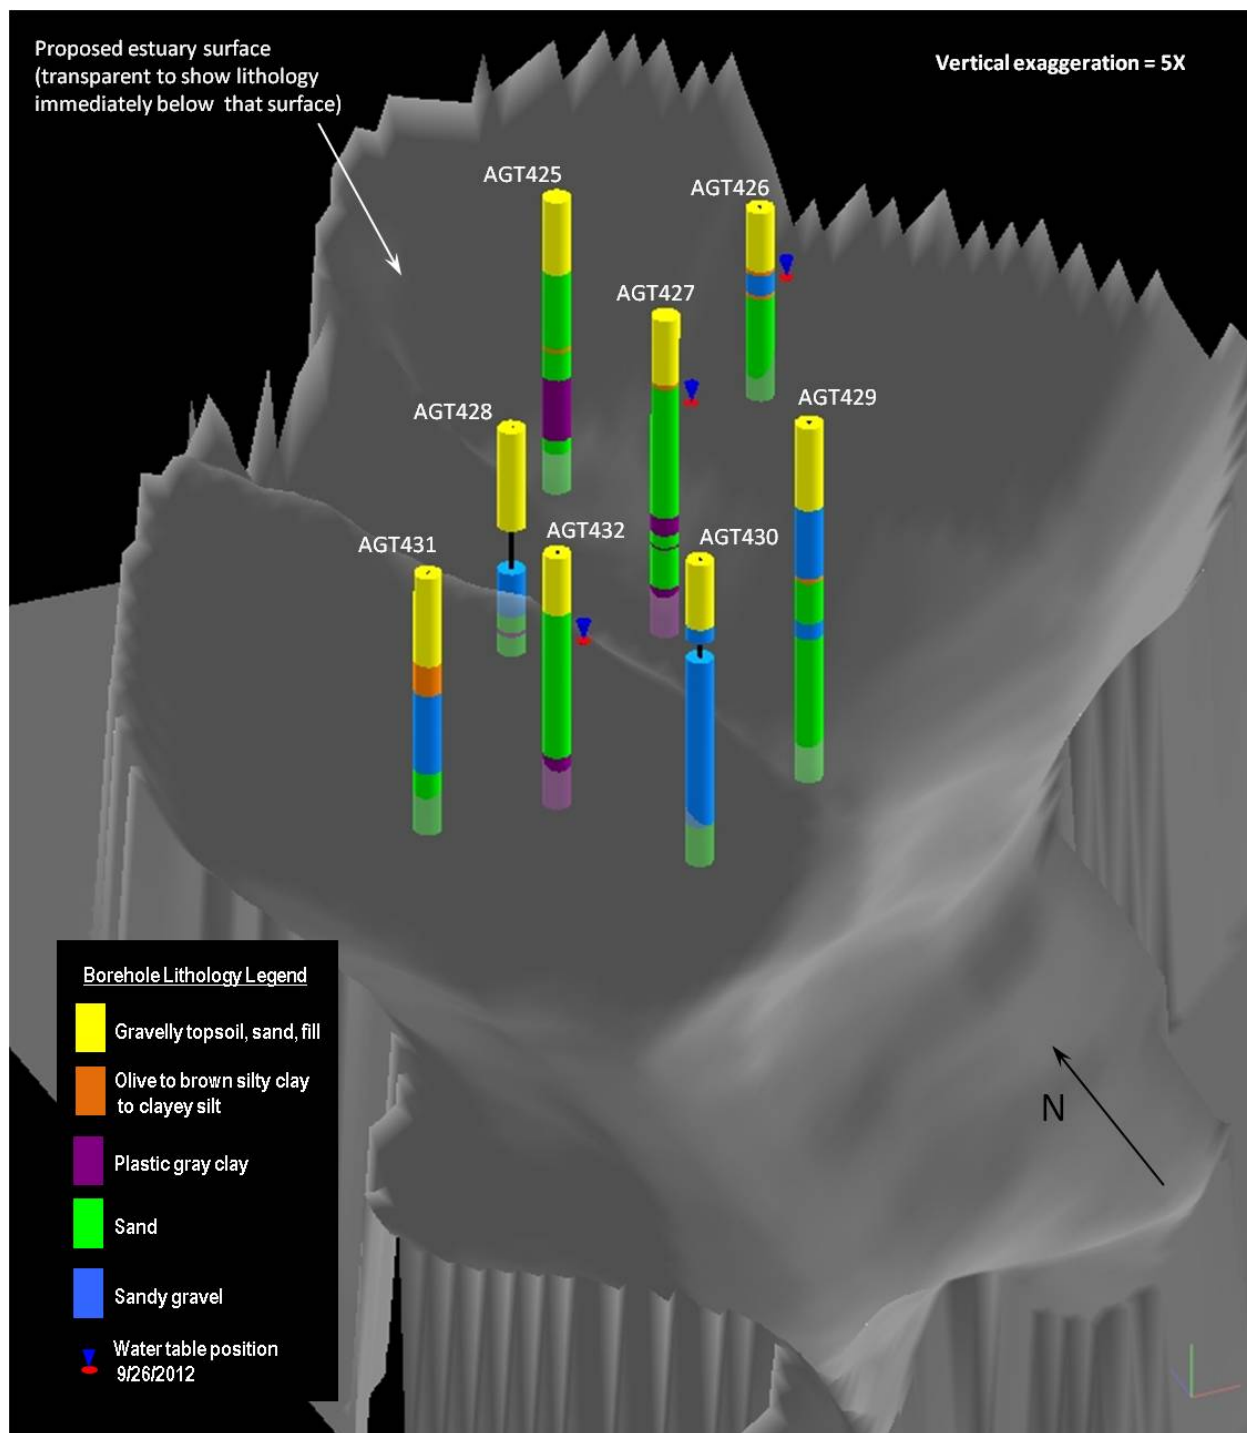 Proposed estuary surface
(transparent to show lithology
immediately below that surface)
Vertical exaggeration = 5X
AGT425
AGT426
AGT427
AGT428
AGT429
AGT432
AGT430
AGT431
N
Borehole Lithology Legend
Gravelly topsoil, sand, fill
Olive to brown silty clay
to clayey silt
Plastic gray clay
Sand
Sandy gravel
Water table position
9/26/2012